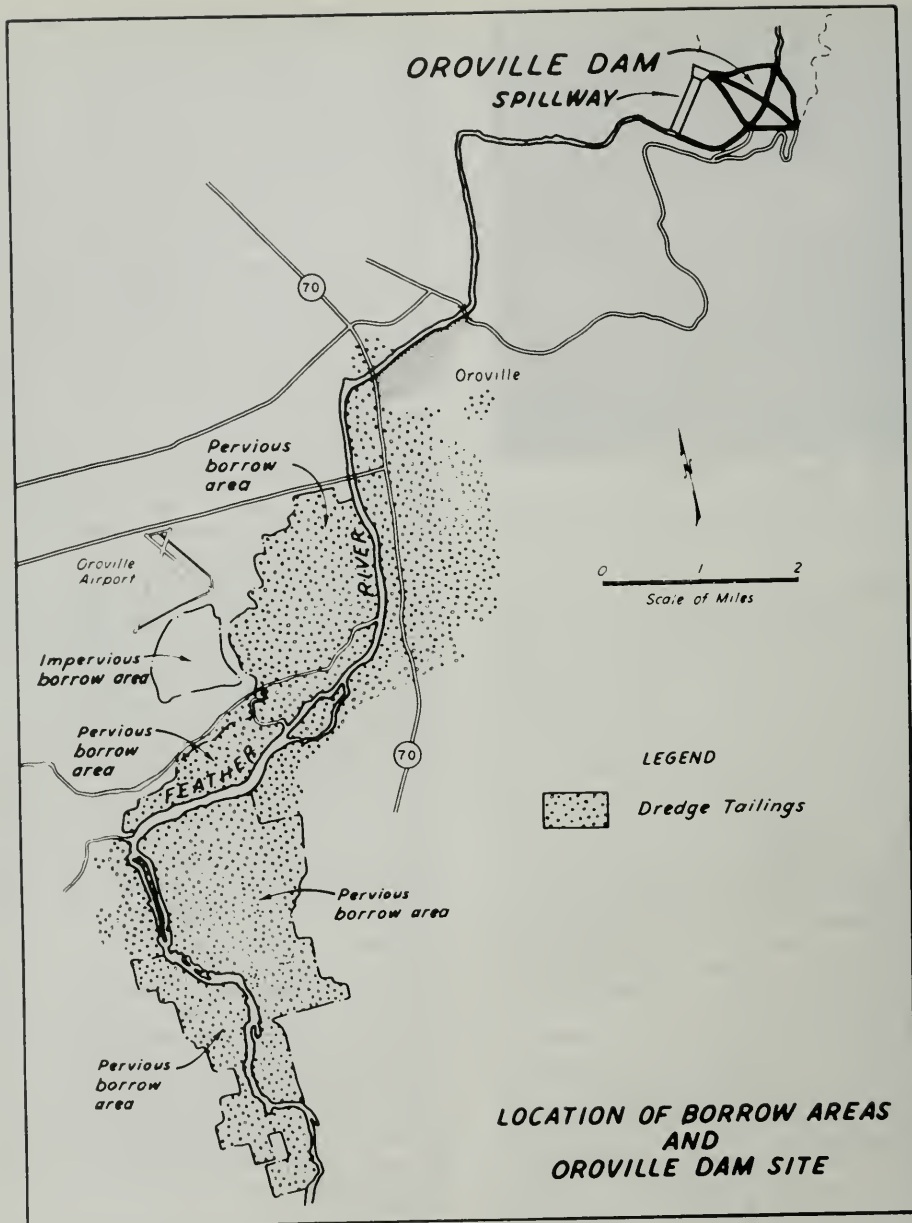 OROVILLE DAM
SPILLWAY
70
Oroville
Pervious
borrow
area
RIVER
N
0 1 2
Scale of Miles
Oroville
Airport
Impervious
borrow area
Pervious
borrow
area
FEATHER
70
LEGEND
Dredge Tailings
Pervious
borrow area
Pervious
borrow
area
LOCATION OF BORROW AREAS
AND
OROVILLE DAM SITE